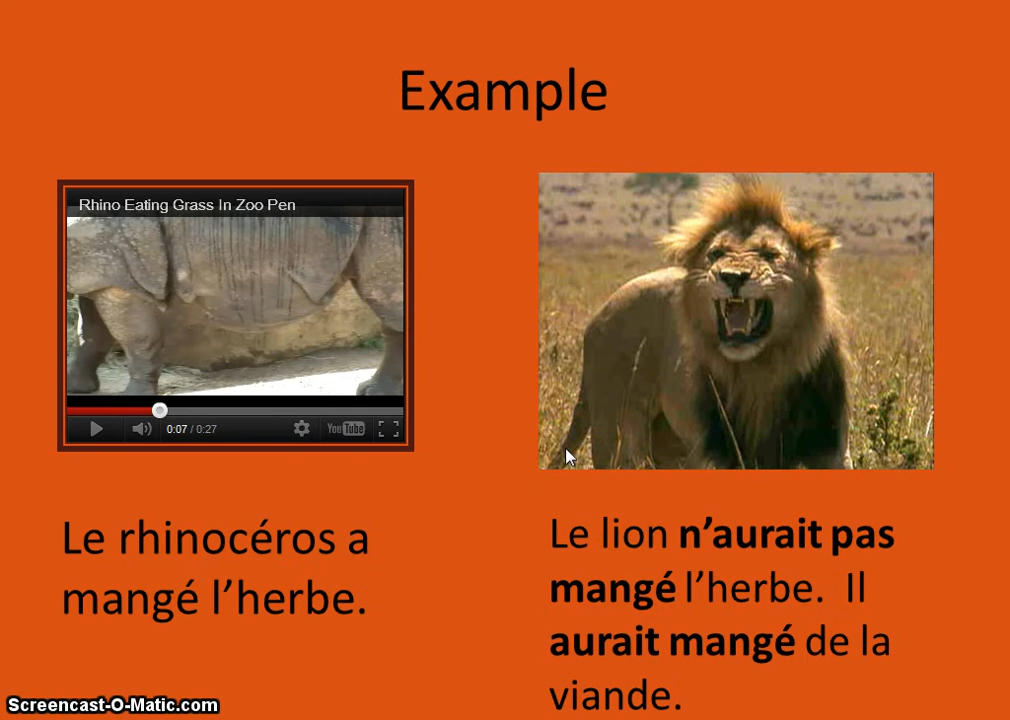 Example
Rhino Eating Grass In Zoo Pen
0:07 / 0:27
YouTube
Le rhinocéros a
mangé l’herbe.
Le lion n’aurait pas
mangé l’herbe. Il
aurait mangé de la
viande.
Screencast-O-Matic.com